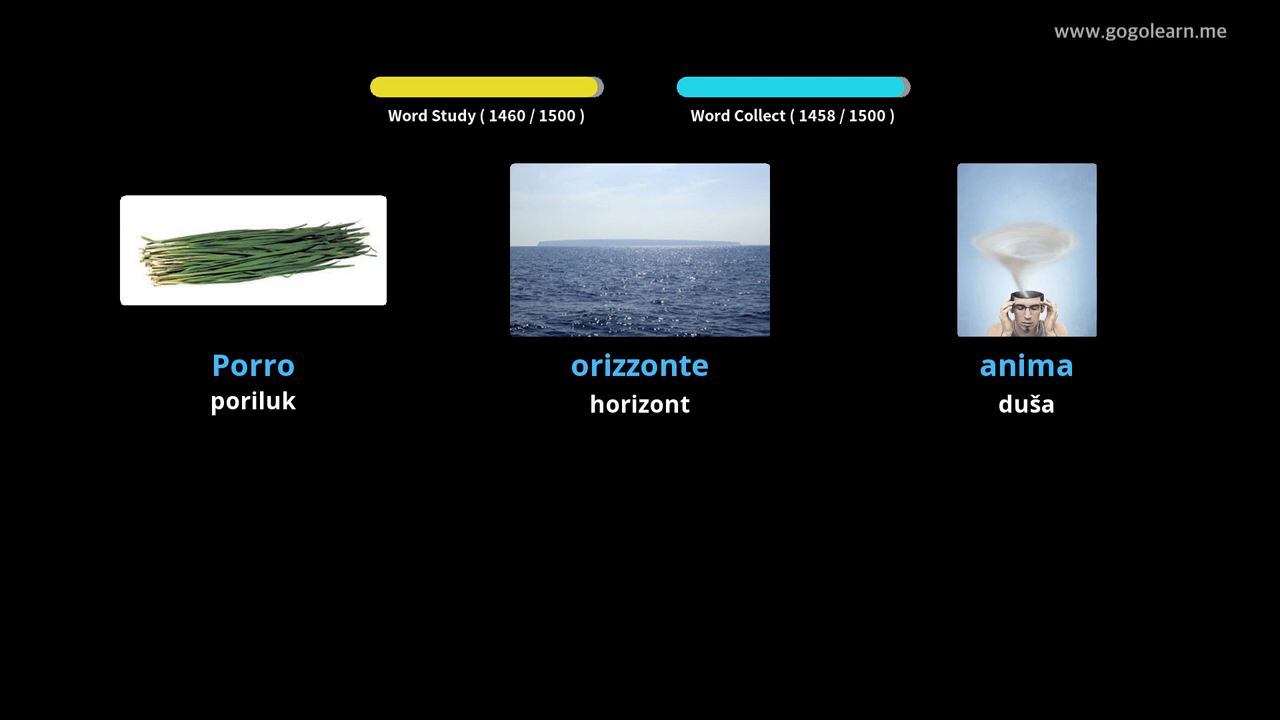 www.gogolearn.me
Word Study ( 1460 / 1500 )
Word Collect ( 1458 / 1500 )
Porro
poriluk
orizzonte
horizont
anima
duša